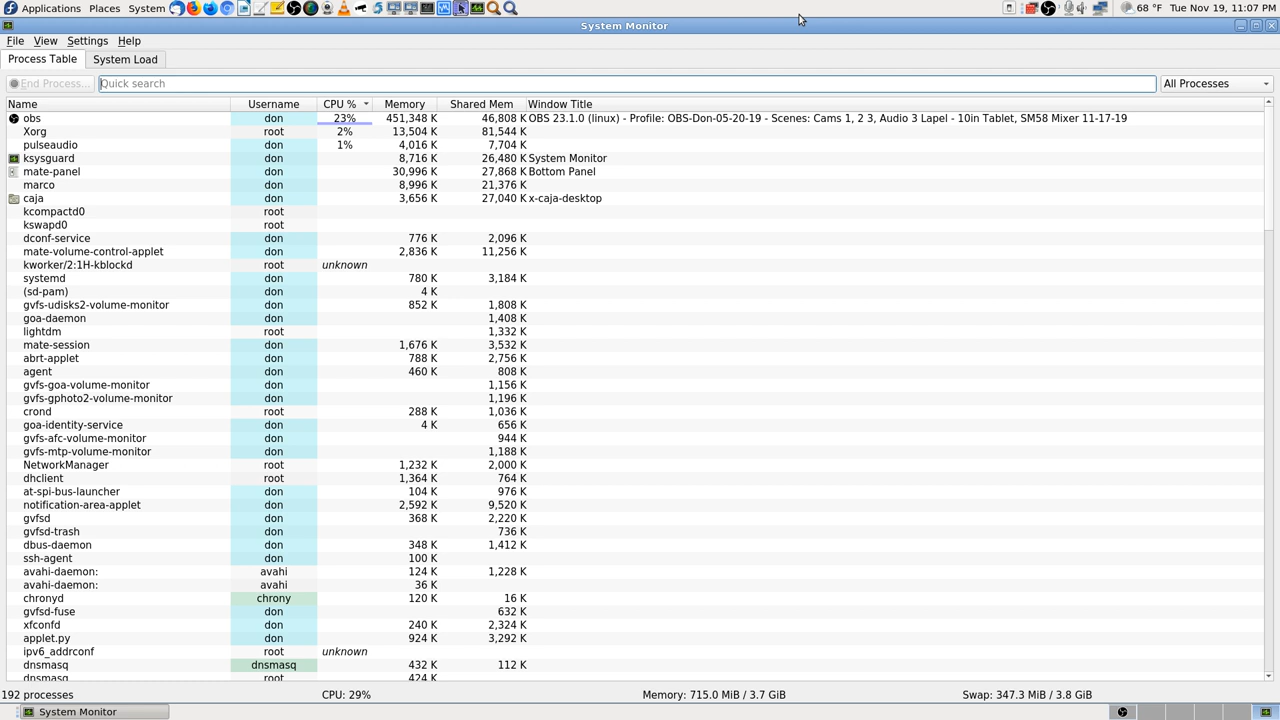 Applications Places System 68 °F Tue Nov 19, 11:07 PM
System Monitor
File View Settings Help
Process Table System Load
End Process... Quick search All Processes
Name Username CPU % Memory Shared Mem Window Title
obs don 23% 451,348 K 46,808 K OBS 23.1.0 (linux) - Profile: OBS-Don-05-20-19 - Scenes: Cams 1, 2 3, Audio 3 Lapel - 10in Tablet, SM58 Mixer 11-17-19
Xorg root 2% 13,504 K 81,544 K
pulseaudio don 1% 4,016 K 7,704 K
ksysguard don 8,716 K 26,480 K System Monitor
mate-panel don 30,996 K 27,868 K Bottom Panel
marco don 8,996 K 21,376 K
caja don 3,656 K 27,040 K x-caja-desktop
kcompactd0 root
kswapd0 root
dconf-service don 776 K 2,096 K
mate-volume-control-applet don 2,836 K 11,256 K
kworker/2:1H-kblockd root unknown
systemd don 780 K 3,184 K
(sd-pam) don 4 K
gvfs-udisks2-volume-monitor don 852 K 1,808 K
goa-daemon don 1,408 K
lightdm root 1,332 K
mate-session don 1,676 K 3,532 K
abrt-applet don 788 K 2,756 K
agent don 460 K 808 K
gvfs-goa-volume-monitor don 1,156 K
gvfs-gphoto2-volume-monitor don 1,196 K
crond root 288 K 1,036 K
goa-identity-service don 4 K 656 K
gvfs-afc-volume-monitor don 944 K
gvfs-mtp-volume-monitor don 1,188 K
NetworkManager root 1,232 K 2,000 K
dhclient root 1,364 K 764 K
at-spi-bus-launcher don 104 K 976 K
notification-area-applet don 2,592 K 9,520 K
gvfsd don 368 K 2,220 K
gvfsd-trash don 736 K
dbus-daemon don 348 K 1,412 K
ssh-agent don 100 K
avahi-daemon: avahi 124 K 1,228 K
avahi-daemon: avahi 36 K
chronyd chrony 120 K 16 K
gvfsd-fuse don 632 K
xfconfd don 240 K 2,324 K
applet.py don 924 K 3,292 K
ipv6_addrconf root unknown
dnsmasq dnsmasq 432 K 112 K
dnsmasq root 424 K
192 processes CPU: 29% Memory: 715.0 MiB / 3.7 GiB Swap: 347.3 MiB / 3.8 GiB
System Monitor